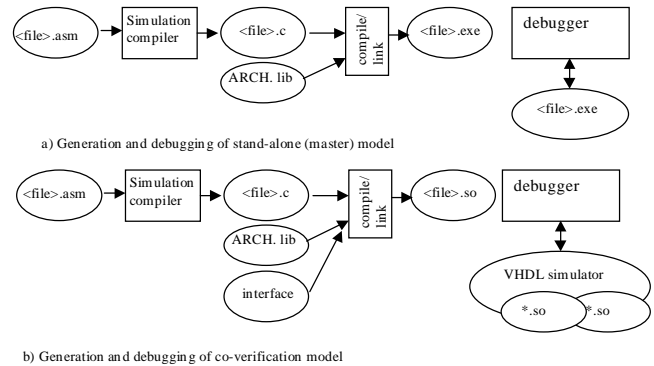 <file>.asm
Simulation
compiler
<file>.c
ARCH. lib
compile/
link
<file>.exe
debugger
<file>.exe
a) Generation and debugging of stand-alone (master) model
<file>.asm
Simulation
compiler
<file>.c
ARCH. lib
interface
compile/
link
<file>.so
debugger
VHDL simulator
*.so
*.so
b) Generation and debugging of co-verification model